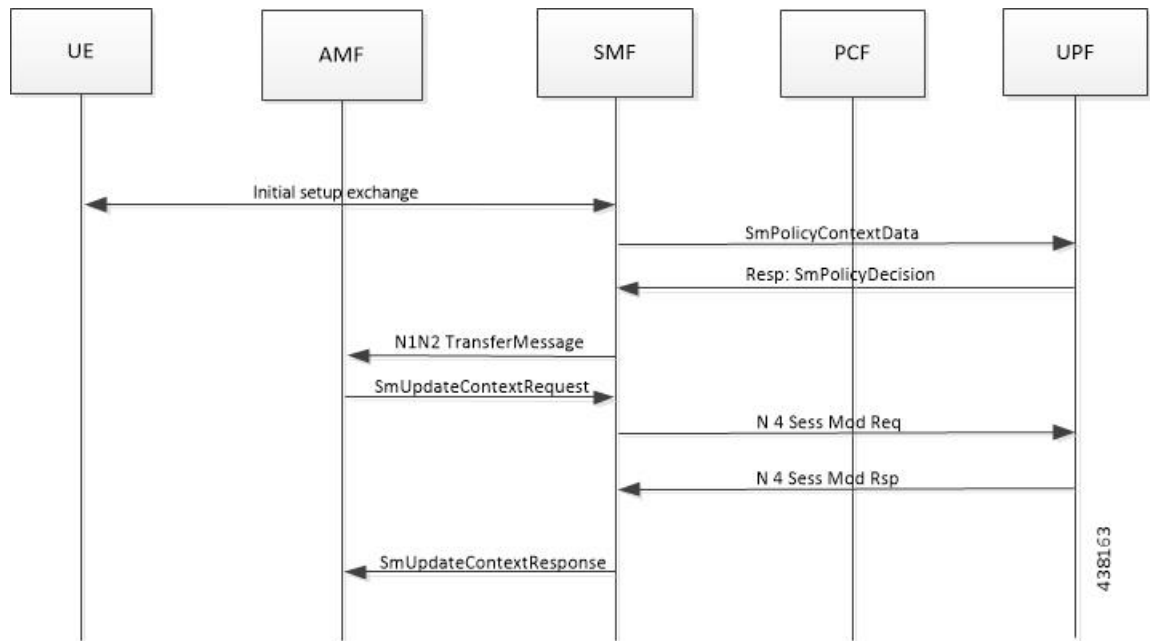 UE
AMF
SMF
PCF
UPF
Initial setup exchange
SmPolicyContextData
Resp: SmPolicyDecision
N1N2 TransferMessage
SmUpdateContextRequest
N 4 Sess Mod Req
N 4 Sess Mod Rsp
SmUpdateContextResponse
438163